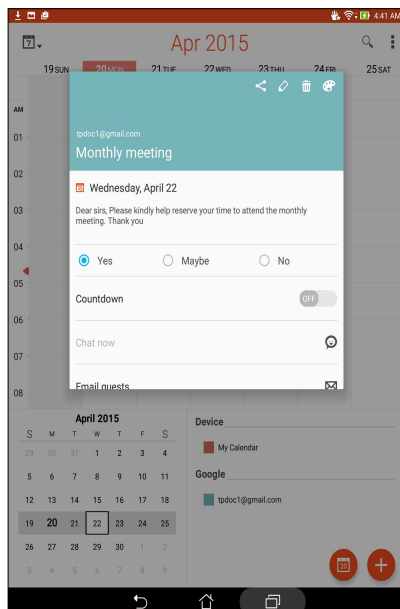 4:41 AM
7
Apr 2015
19 SUN 20 MON 21 TUE 22 WED 23 THU 24 FRI 25 SAT
AM
01
02
03
04
05
06
07
08
tpdoc1@gmail.com
Monthly meeting
Wednesday, April 22
Dear sirs, Please kindly help reserve your time to attend the monthly
meeting. Thank you
Yes Maybe No
Countdown OFF
Chat now
Email guests
April 2015
S M T W T F S
29 30 31 1 2 3 4
5 6 7 8 9 10 11
12 13 14 15 16 17 18
19 20 21 22 23 24 25
26 27 28 29 30 1 2
3 4 5 6 7 8 9
Device
My Calendar
Google
tpdoc1@gmail.com
20